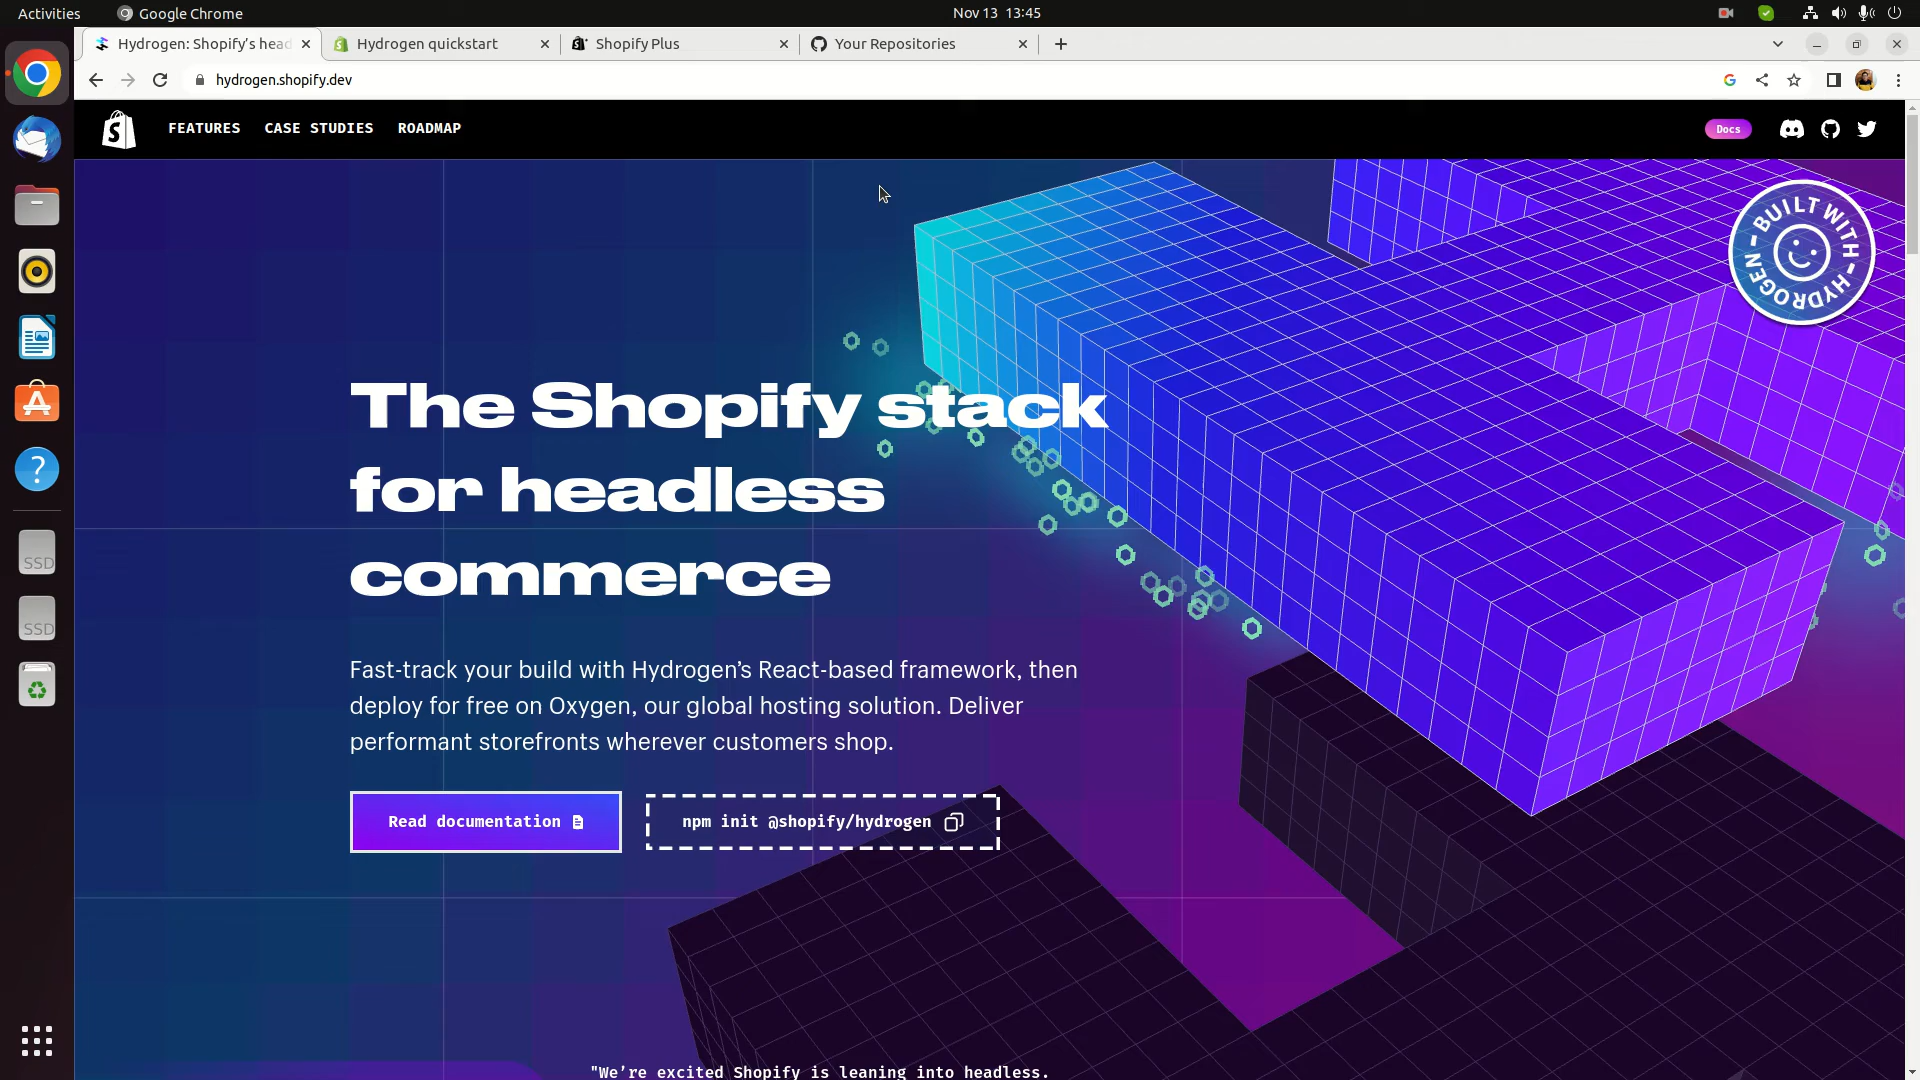 Activities
Google Chrome
Nov 13 13:45
Hydrogen: Shopify's head
Hydrogen quickstart
Shopify Plus
Your Repositories
hydrogen.shopify.dev
FEATURES
CASE STUDIES
ROADMAP
Docs
BUILT WITH
HYDROGEN
The Shopify stack
for headless
commerce
Fast-track your build with Hydrogen’s React-based framework, then
deploy for free on Oxygen, our global hosting solution. Deliver
performant storefronts wherever customers shop.
Read documentation
npm init @shopify/hydrogen
"We’re excited Shopify is leaning into headless.
SSD
SSD